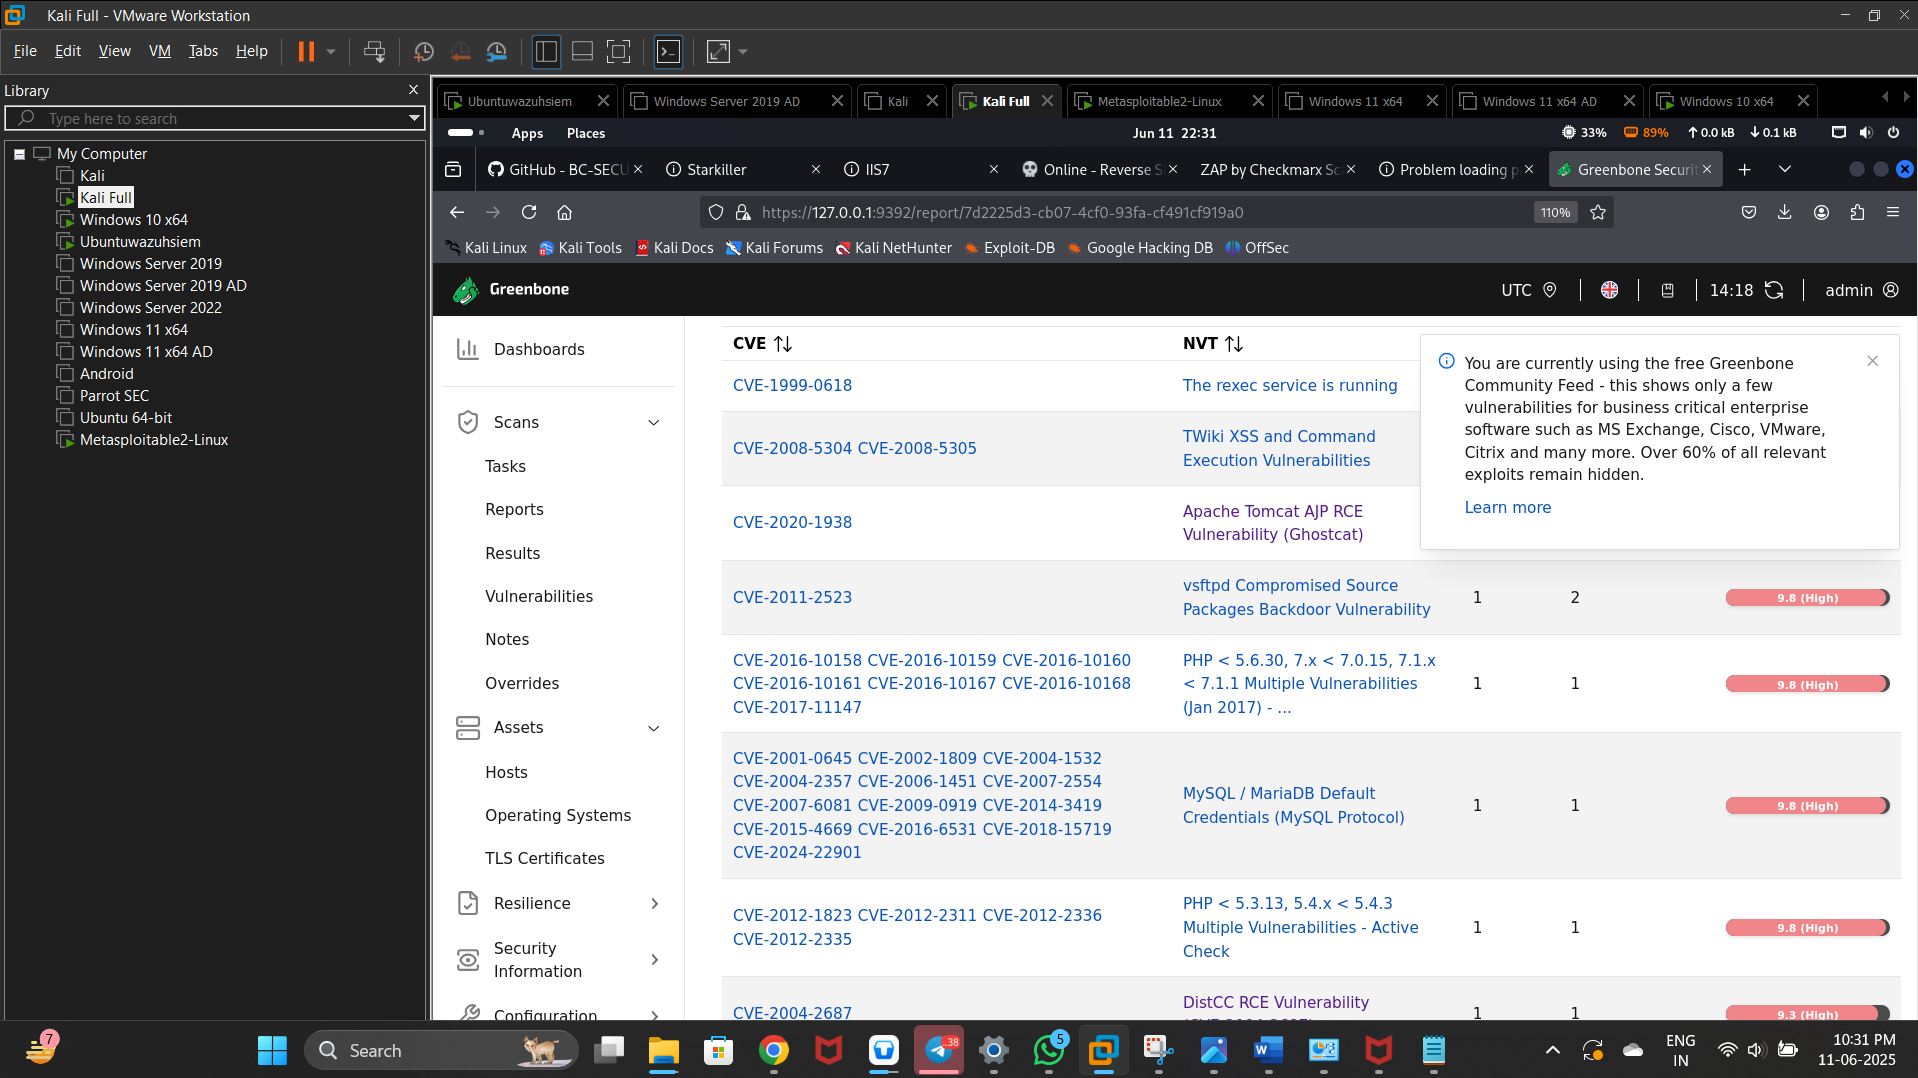 Kali Full - VMware Workstation
File Edit View VM Tabs Help
Library
Type here to search
My Computer
Kali
Kali Full
Windows 10 x64
Ubuntuwazuhsiem
Windows Server 2019
Windows Server 2019 AD
Windows Server 2022
Windows 11 x64
Windows 11 x64 AD
Android
Parrot SEC
Ubuntu 64-bit
Metasploitable2-Linux
Ubuntuwazuhsiem Windows Server 2019 AD Kali Kali Full Metasploitable2-Linux Windows 11 x64 Windows 11 x64 AD Windows 10 x64
Apps Places Jun 11 22:31 33% 89% 0.0 kB 0.1 kB
GitHub - BC-SECU Starkiller IIS7 Online - Reverse S ZAP by Checkmarx Sc Problem loading p Greenbone Securit
https://127.0.0.1:9392/report/7d2225d3-cb07-4cf0-93fa-cf491cf919a0 110%
Kali Linux Kali Tools Kali Docs Kali Forums Kali NetHunter Exploit-DB Google Hacking DB OffSec
Greenbone UTC 14:18 admin
Dashboards
Scans
Tasks
Reports
Results
Vulnerabilities
Notes
Overrides
Assets
Hosts
Operating Systems
TLS Certificates
Resilience
Security
Information
Configuration
CVE NVT
CVE-1999-0618 The rexec service is running
CVE-2008-5304 CVE-2008-5305 TWiki XSS and Command
Execution Vulnerabilities
CVE-2020-1938 Apache Tomcat AJP RCE
Vulnerability (Ghostcat)
You are currently using the free Greenbone
Community Feed - this shows only a few
vulnerabilities for business critical enterprise
software such as MS Exchange, Cisco, VMware,
Citrix and many more. Over 60% of all relevant
exploits remain hidden.
Learn more
CVE-2011-2523 vsftpd Compromised Source
Packages Backdoor Vulnerability 1 2 9.8 (High)
CVE-2016-10158 CVE-2016-10159 CVE-2016-10160
CVE-2016-10161 CVE-2016-10167 CVE-2016-10168
CVE-2017-11147
PHP < 5.6.30, 7.x < 7.0.15, 7.1.x
< 7.1.1 Multiple Vulnerabilities
(Jan 2017) - ...
1 1 9.8 (High)
CVE-2001-0645 CVE-2002-1809 CVE-2004-1532
CVE-2004-2357 CVE-2006-1451 CVE-2007-2554
CVE-2007-6081 CVE-2009-0919 CVE-2014-3419
CVE-2015-4669 CVE-2016-6531 CVE-2018-15719
CVE-2024-22901
MySQL / MariaDB Default
Credentials (MySQL Protocol)
1 1 9.8 (High)
CVE-2012-1823 CVE-2012-2311 CVE-2012-2336
CVE-2012-2335
PHP < 5.3.13, 5.4.x < 5.4.3
Multiple Vulnerabilities - Active
Check
1 1 9.8 (High)
CVE-2004-2687 DistCC RCE Vulnerability
1 1 9.3 (High)
7 Search ..38 5 ENG
IN
10:31 PM
11-06-2025